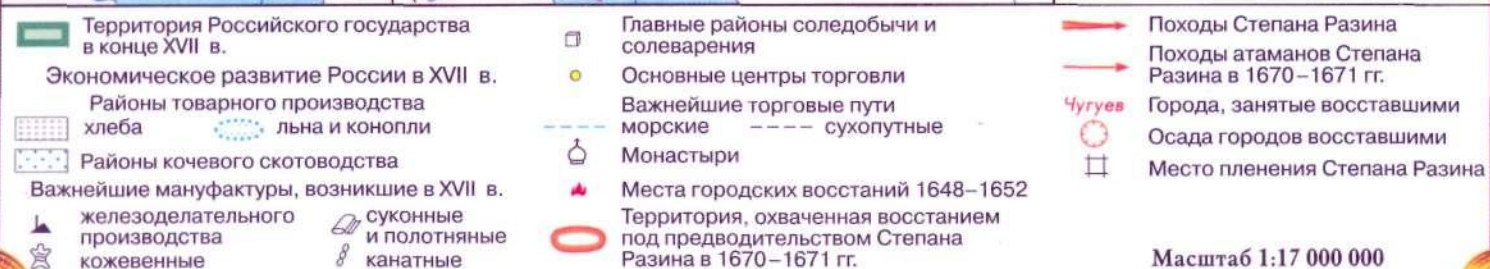 Территория Российского государства
в конце XVII в.
Экономическое развитие России в XVII в.
Районы товарного производства
хлеба
льна и конопли
Районы кочевого скотоводства
Важнейшие мануфактуры, возникшие в XVII в.
железоделательного
производства
кожевенные
суконные
и полотняные
канатные
Главные районы соледобычи и
солеварения
Основные центры торговли
Важнейшие торговые пути
морские
сухопутные
Монастыри
Места городских восстаний 1648–1652
Территория, охваченная восстанием
под предводительством Степана
Разина в 1670–1671 гг.
Походы Степана Разина
Походы атаманов Степана
Разина в 1670–1671 гг.
Чугуев Города, занятые восставшими
Осада городов восставшими
Место пленения Степана Разина
Масштаб 1:17 000 000